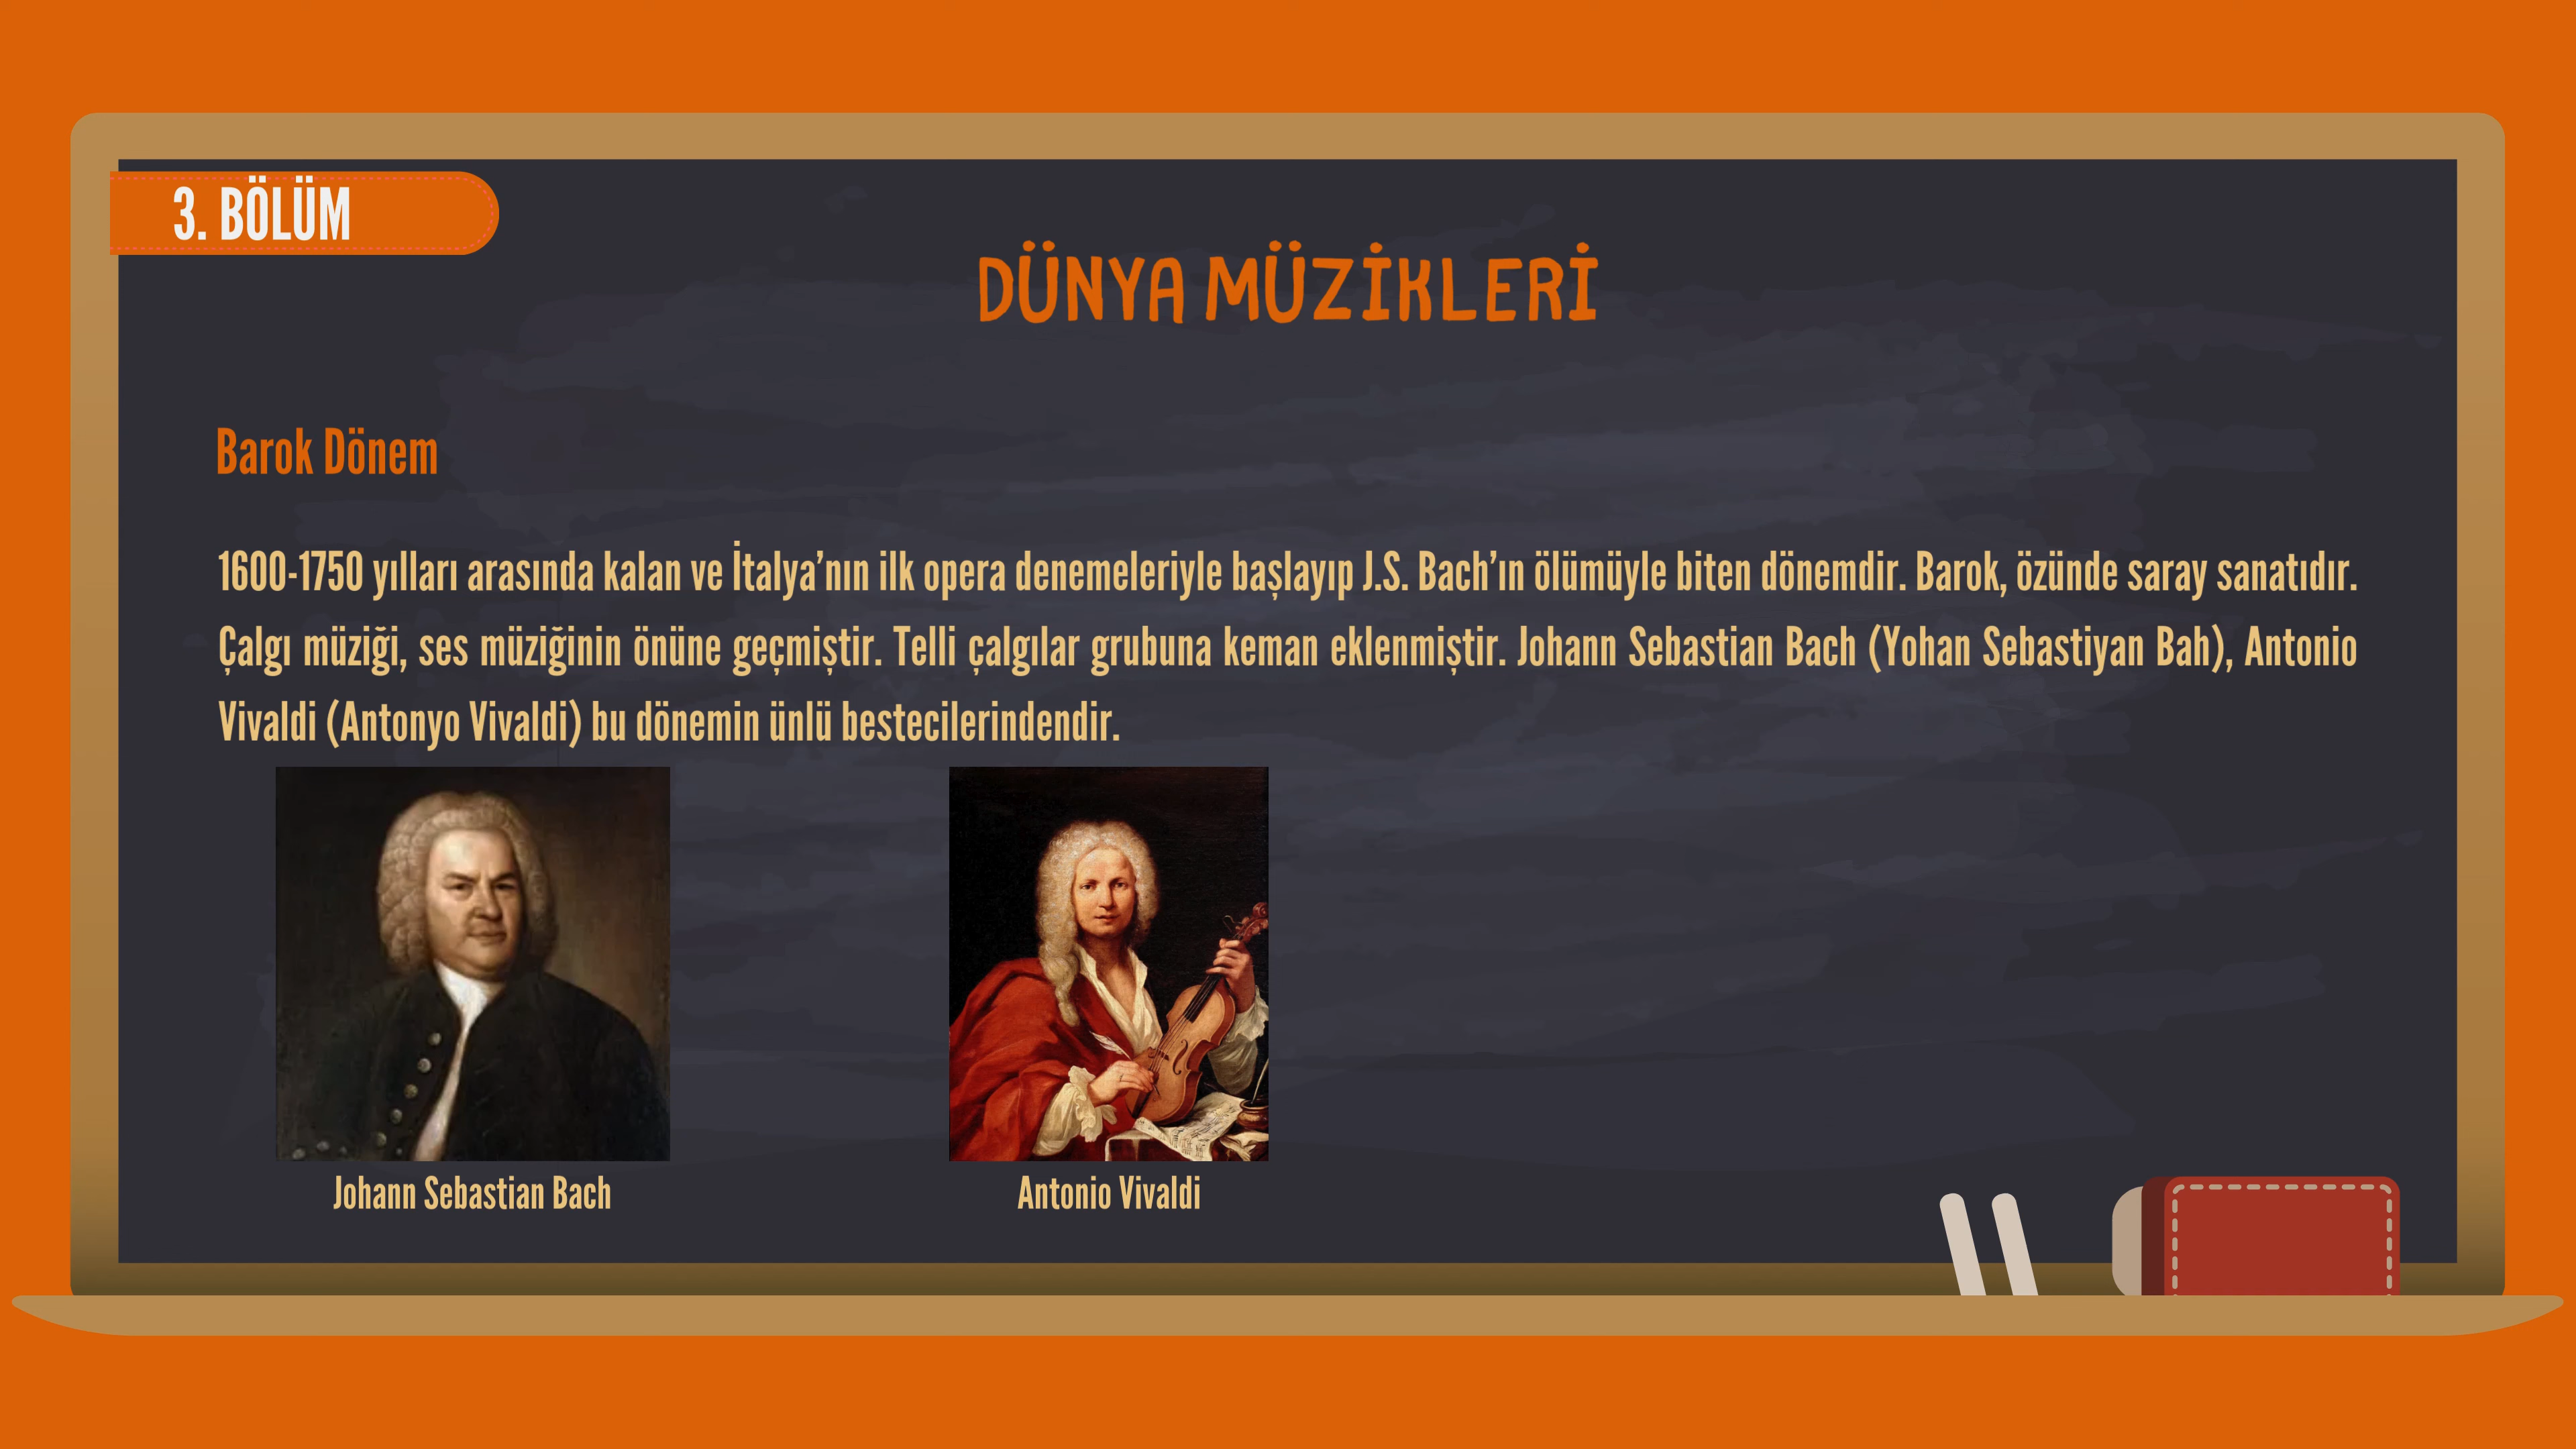 3. BÖLÜM
DÜNYA MÜZİKLERİ
Barok Dönem
1600-1750 yılları arasında kalan ve İtalya’nın ilk opera denemeleriyle başlayıp J.S. Bach’ın ölümüyle biten dönemdir. Barok, özünde saray sanatıdır.
Çalgı müziği, ses müziğinin önüne geçmiştir. Telli çalgılar grubuna keman eklenmiştir. Johann Sebastian Bach (Yohan Sebastiyan Bah), Antonio
Vivaldi (Antonyo Vivaldi) bu dönemin ünlü bestecilerindendir.
Johann Sebastian Bach
Antonio Vivaldi